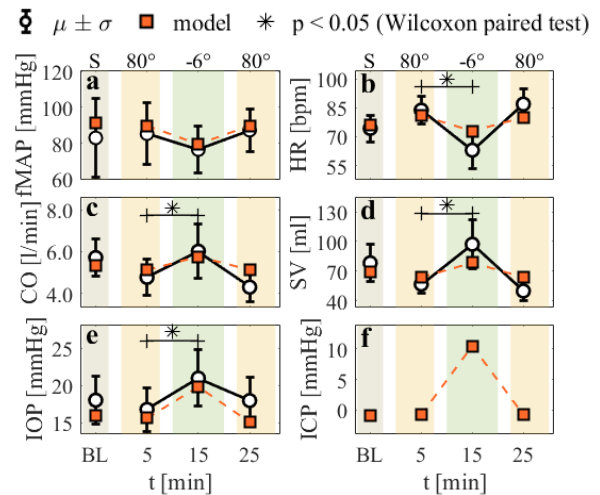 μ ± σ model p < 0.05 (Wilcoxon paired test)
S 80° -6° 80° 80° -6° 80°
a
fMAP [mmHg]
120
100
80
60
b
HR [bpm]
S
100
85
70
55
c
CO [l/min]
8.0
6.0
4.0
d
SV [ml]
130
100
70
40
e
IOP [mmHg]
25
20
15
BL 5 15 25
t [min]
f
ICP [mmHg]
10
5
0
BL 5 15 25
t [min]